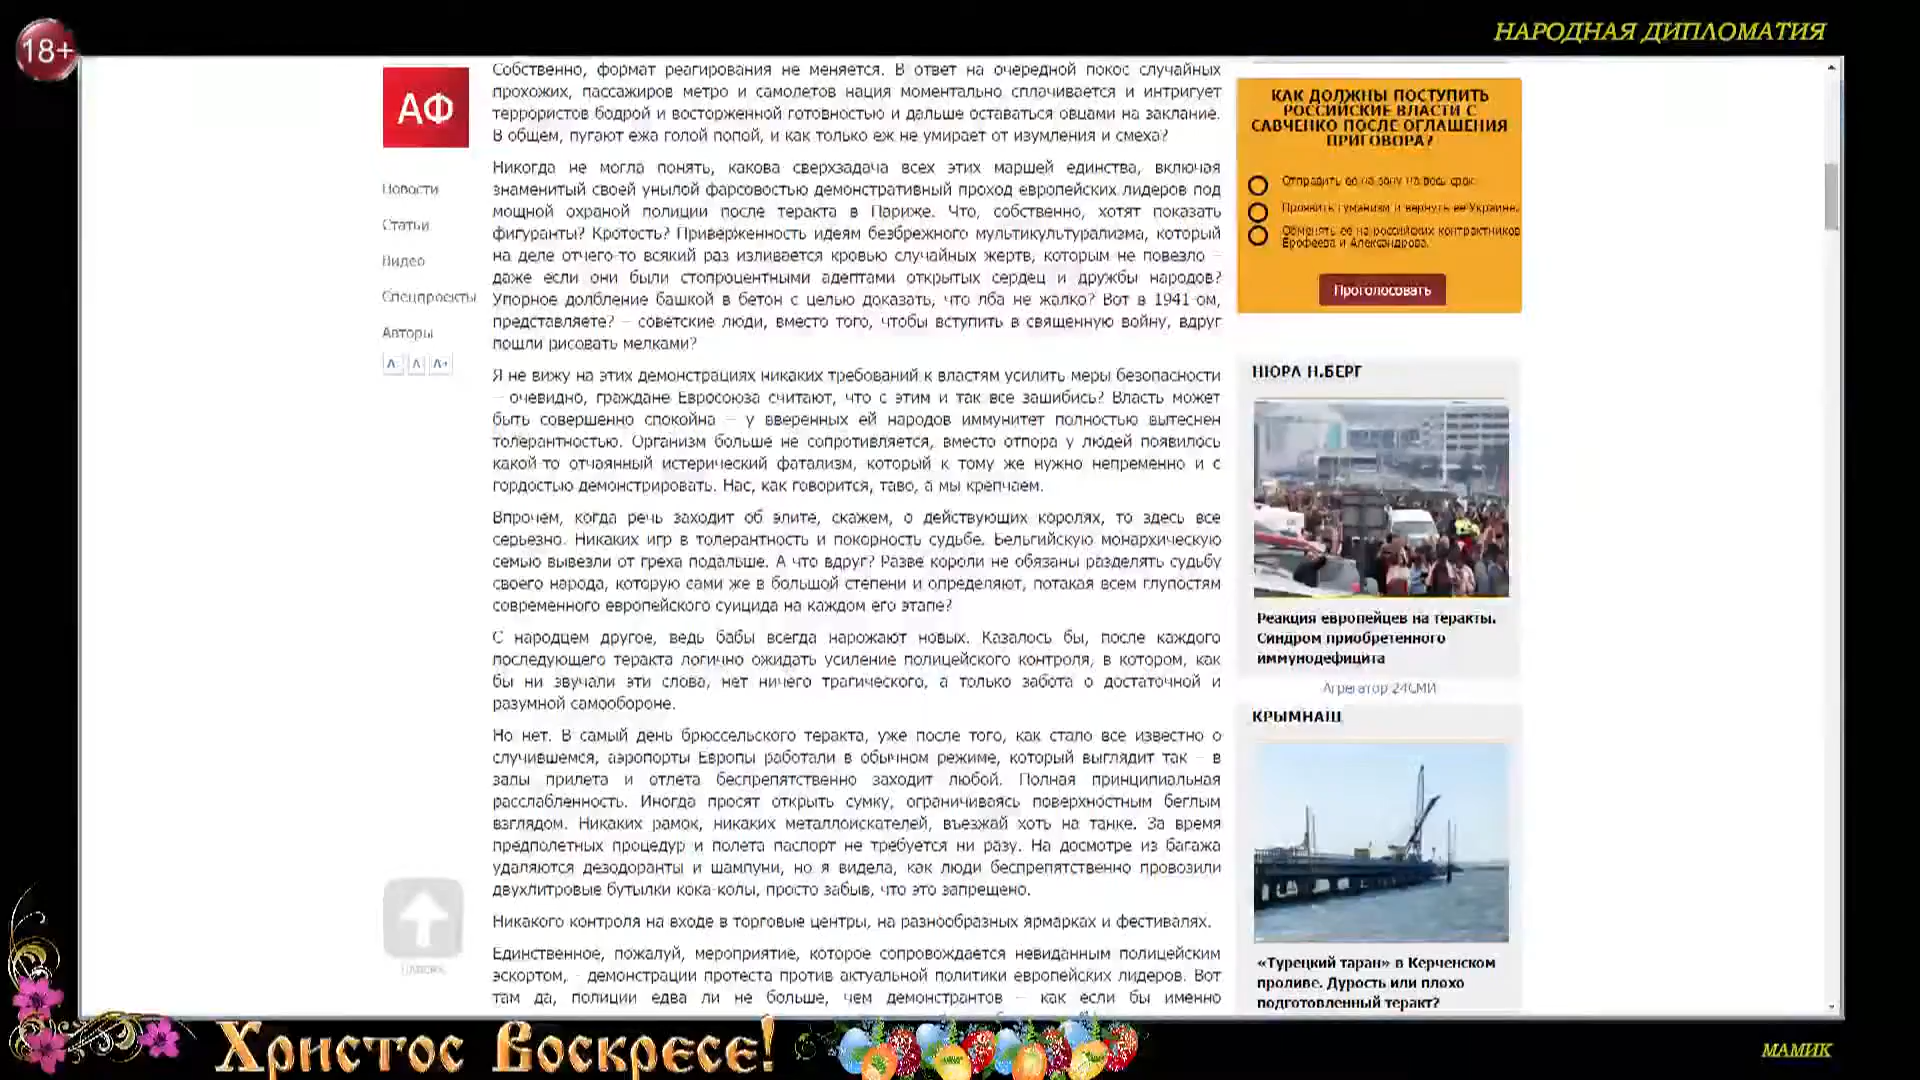 18+
НАРОДНАЯ ДИПЛОМАТИЯ
АФ
Новости
Статьи
Видео
Спецпроекты
Авторы
А- А А+
Собственно, формат реагирования не меняется. В ответ на очередной покос случайных
прохожих, пассажиров метро и самолетов нация моментально сплачивается и интригует
террористов бодрой и восторженной готовностью и дальше оставаться овцами на заклание.
В общем, пугают ежа голой попой, и как только еж не умирает от изумления и смеха?
Никогда не могла понять, какова сверхзадача всех этих маршей единства, включая
знаменитый своей унылой фарсовостью демонстративный проход европейских лидеров под
мощной охраной полиции после теракта в Париже. Что, собственно, хотят показать
фигуранты? Кротость? Приверженность идеям безбрежного мультикультурализма, который
на деле отчего-то всякий раз изливается кровью случайных жертв, которым не повезло –
даже если они были стопроцентными адептами открытых сердец и дружбы народов?
Упорное долбление башкой в бетон с целью доказать, что лба не жалко? Вот в 1941-ом,
представляете? – советские люди, вместо того, чтобы вступить в священную войну, вдруг
пошли рисовать мелками?
Я не вижу на этих демонстрациях никаких требований к властям усилить меры безопасности
– очевидно, граждане Евросоюза считают, что с этим и так все зашибись? Власть может
быть совершенно спокойна – у вверенных ей народов иммунитет полностью вытеснен
толерантностью. Организм больше не сопротивляется, вместо отпора у людей появилось
какой-то отчаянный истерический фатализм, который к тому же нужно непременно и с
гордостью демонстрировать. Нас, как говорится, таво, а мы крепчаем.
Впрочем, когда речь заходит об элите, скажем, о действующих королях, то здесь все
серьезно. Никаких игр в толерантность и покорность судьбе. Бельгийскую монархическую
семью вывезли от греха подальше. А что вдруг? Разве короли не обязаны разделять судьбу
своего народа, которую сами же в большой степени и определяют, потакая всем глупостям
современного европейского суицида на каждом его этапе?
С народцем другое, ведь бабы всегда нарожают новых. Казалось бы, после каждого
последующего теракта логично ожидать усиление полицейского контроля, в котором, как
бы ни звучали эти слова, нет ничего трагического, а только забота о достаточной и
разумной самообороне.
Но нет. В самый день брюссельского теракта, уже после того, как стало все известно о
случившемся, аэропорты Европы работали в обычном режиме, который выглядит так – в
залы прилета и отлета беспрепятственно заходит любой. Полная принципиальная
расслабленность. Иногда просят открыть сумку, ограничиваясь поверхностным беглым
взглядом. Никаких рамок, никаких металлоискателей, въезжай хоть на танке. За время
предполетных процедур и полета паспорт не требуется ни разу. На досмотре из багажа
удаляются дезодоранты и шампуни, но я видела, как люди беспрепятственно провозили
двухлитровые бутылки кока-колы, просто забыв, что это запрещено.
Никакого контроля на входе в торговые центры, на разнообразных ярмарках и фестивалях.
Единственное, пожалуй, мероприятие, которое сопровождается невиданным полицейским
эскортом, - демонстрации протеста против актуальной политики европейских лидеров. Вот
там да, полиции едва ли не больше, чем демонстрантов – как если бы именно
КАК ДОЛЖНЫ ПОСТУПИТЬ
РОССИЙСКИЕ ВЛАСТИ С
САВЧЕНКО ПОСЛЕ ОГЛАШЕНИЯ
ПРИГОВОРА?
Отправить ее на зону на весь срок
Проявить гуманизм и вернуть ее Украине.
Обменять ее на российских контрактников
Ерофеева и Александрова.
Проголосовать
НЮРА Н.БЕРГ
Реакция европейцев на теракты.
Синдром приобретенного
иммунодефицита
Агрегатор 24СМИ
КРЫМНАШ
«Турецкий таран» в Керченском
проливе. Дурость или плохо
подготовленный теракт?
Христос Воскресе!
МАМИК